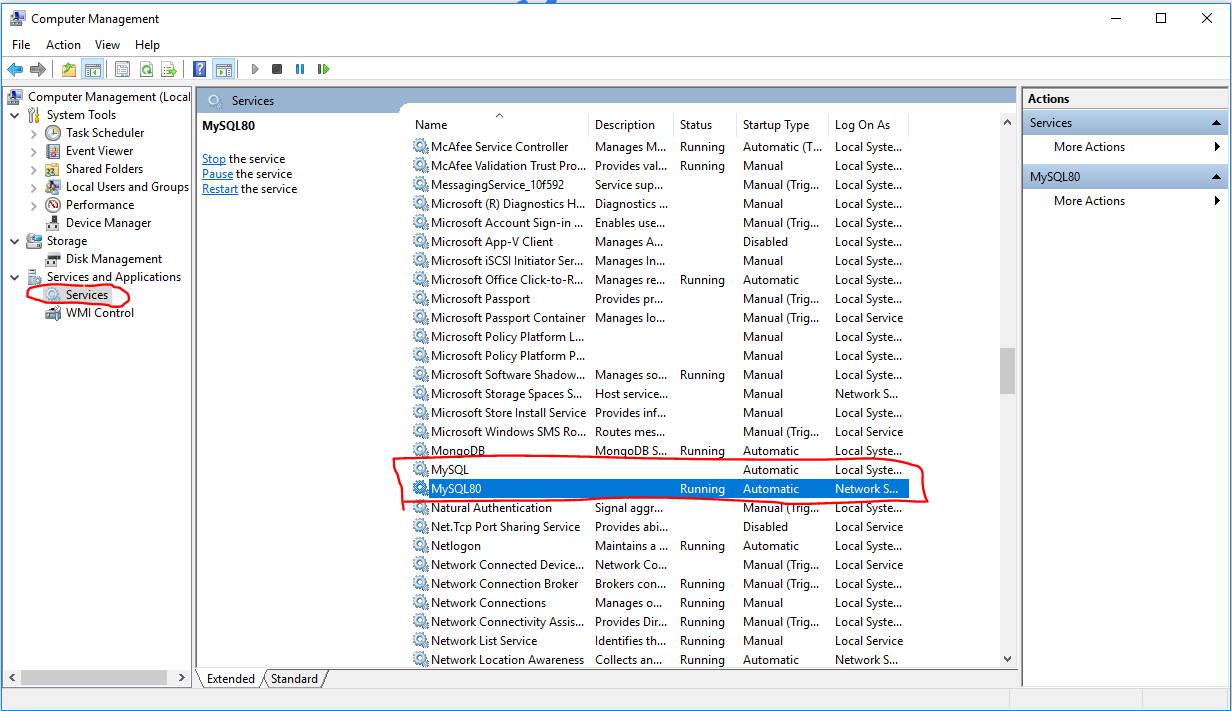 Computer Management
File Action View Help
Computer Management (Local
System Tools
Task Scheduler
Event Viewer
Shared Folders
Local Users and Groups
Performance
Device Manager
Storage
Disk Management
Services and Applications
Services
WMI Control
Services
MySQL80
Stop the service
Pause the service
Restart the service
Name Description Status Startup Type Log On As
McAfee Service Controller Manages M... Running Automatic (T... Local Syste...
McAfee Validation Trust Pro... Provides val... Running Manual Local Syste...
MessagingService_10f592 Service sup... Manual (Trig... Local Syste...
Microsoft (R) Diagnostics H... Diagnostics ... Manual Local Syste...
Microsoft Account Sign-in ... Enables use... Manual (Trig... Local Syste...
Microsoft App-V Client Manages A... Disabled Local Syste...
Microsoft iSCSI Initiator Ser... Manages In... Manual Local Syste...
Microsoft Office Click-to-R... Manages re... Running Automatic Local Syste...
Microsoft Passport Provides pr... Manual (Trig... Local Syste...
Microsoft Passport Container Manages lo... Manual (Trig... Local Service
Microsoft Policy Platform L... Manual Local Syste...
Microsoft Policy Platform P... Manual Local Syste...
Microsoft Software Shadow... Manages so... Running Manual Local Syste...
Microsoft Storage Spaces S... Host service... Manual Network S...
Microsoft Store Install Service Provides inf... Manual Local Syste...
Microsoft Windows SMS Ro... Routes mes... Manual (Trig... Local Service
MongoDB MongoDB S... Running Automatic Local Syste...
MySQL Automatic Local Syste...
MySQL80 Running Automatic Network S...
Natural Authentication Signal aggr... Manual (Trig... Local Syste...
Net.Tcp Port Sharing Service Provides abi... Disabled Local Service
Netlogon Maintains a ... Running Automatic Local Syste...
Network Connected Device... Network Co... Manual (Trig... Local Service
Network Connection Broker Brokers con... Running Manual (Trig... Local Syste...
Network Connections Manages o... Running Manual Local Syste...
Network Connectivity Assis... Provides Dir... Running Manual (Trig... Local Syste...
Network List Service Identifies th... Running Manual Local Service
Network Location Awareness Collects an... Running Automatic Network S...
Extended Standard
Actions
Services
More Actions
MySQL80
More Actions